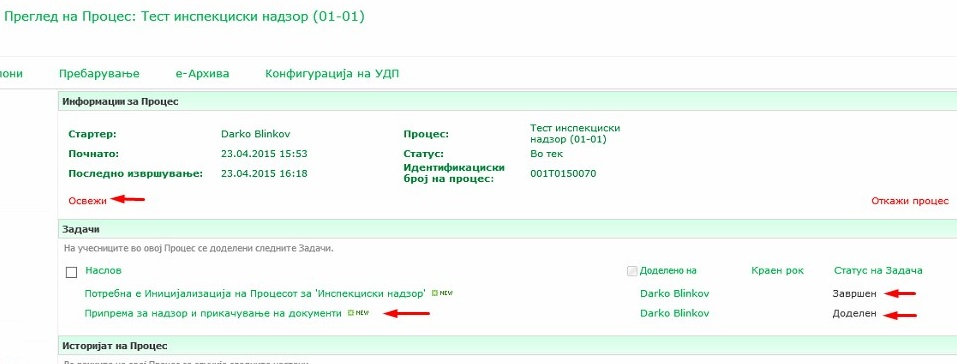 Преглед на Процес: Тест инспекциски надзор (01-01)
лони Пребарување е-Архива Конфигурација на УДП
Информации за Процес
Стартер: Darko Blinkov Процес: Тест инспекциски надзор (01-01)
Почнато: 23.04.2015 15:53 Статус: Во тек
Последно извршување: 23.04.2015 16:18 Идентификациски број на процес: 001T0150070
Освежи Откажи процес
Задачи
На учесниците во овој Процес се доделени следните Задачи.
Наслов Доделено на Краен рок Статус на Задача
Потребна е Иницијализација на Процесот за 'Инспекциски надзор' NEW Darko Blinkov Завршен
Припрема за надзор и прикачување на документи NEW Darko Blinkov Доделен
Историјат на Процес